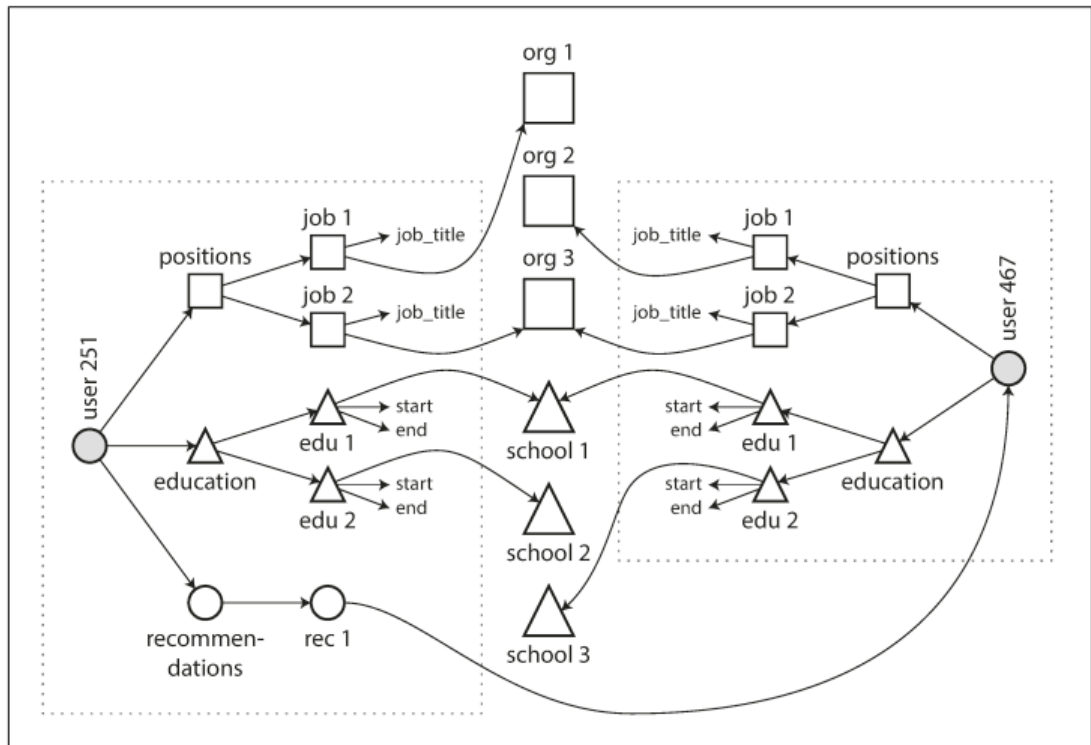 org 1
org 2
org 3
job 1
job_title
positions
job 2
job_title
user 251
edu 1
start
end
education
edu 2
start
end
recommen-
dations
rec 1
school 1
school 2
school 3
job 1
job_title
positions
job 2
job_title
user 467
start
end
edu 1
education
start
end
edu 2